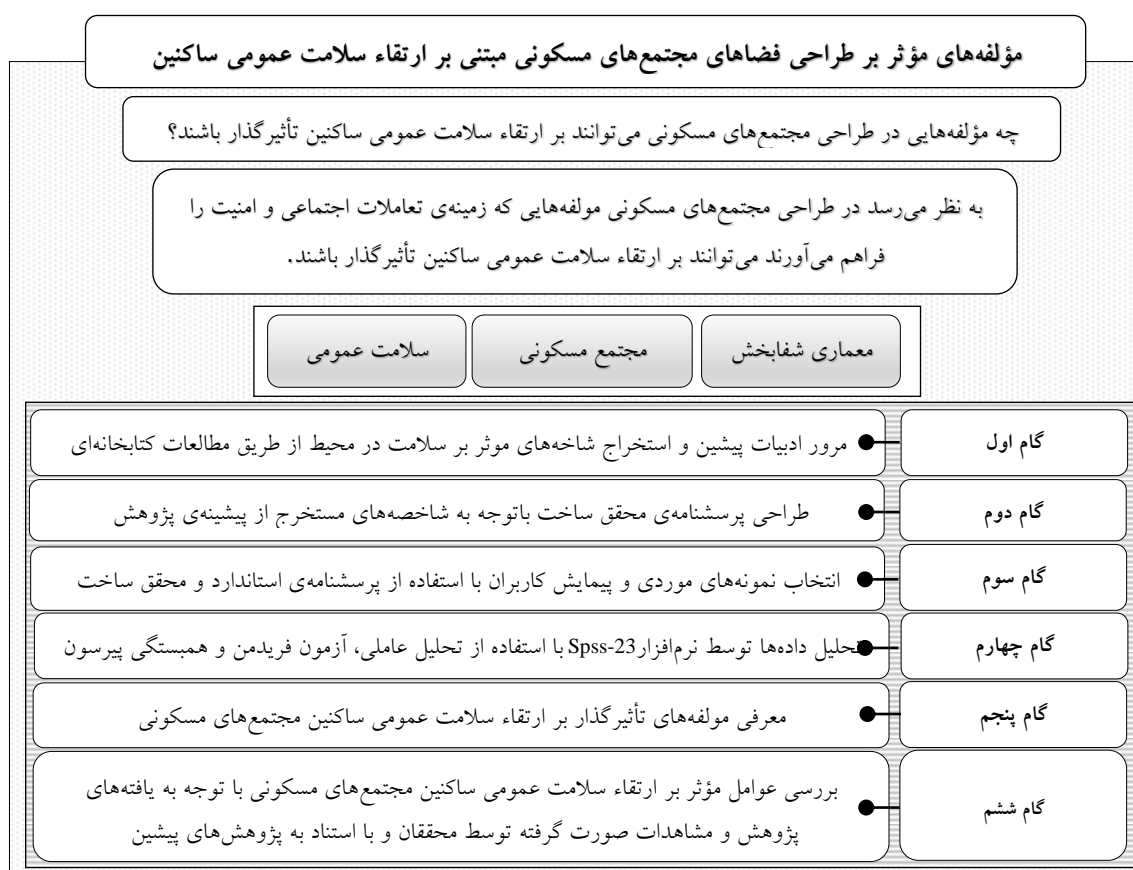 مؤلفه‌های مؤثر بر طراحی فضاهای مجتمع‌های مسکونی مبتنی بر ارتقاء سلامت عمومی ساکنین
چه مؤلفه‌هایی در طراحی مجتمع‌های مسکونی می‌توانند بر ارتقاء سلامت عمومی ساکنین تأثیرگذار باشند؟
به نظر می‌رسد در طراحی مجتمع‌های مسکونی مولفه‌هایی که زمینه‌ی تعاملات اجتماعی و امنیت را
فراهم می‌آورند می‌توانند بر ارتقاء سلامت عمومی ساکنین تأثیرگذار باشند.
معماری شفابخش مجتمع مسکونی سلامت عمومی
گام اول مرور ادبیات پیشین و استخراج شاخه‌های موثر بر سلامت در محیط از طریق مطالعات کتابخانه‌ای
گام دوم طراحی پرسشنامه‌ی محقق ساخت باتوجه به شاخصه‌های مستخرج از پیشینه‌ی پژوهش
گام سوم انتخاب نمونه‌های موردی و پیمایش کاربران با استفاده از پرسشنامه‌ی استاندارد و محقق ساخت
گام چهارم تحلیل داده‌ها توسط نرم‌افزار Spss-23 با استفاده از تحلیل عاملی، آزمون فریدمن و همبستگی پیرسون
گام پنجم معرفی مولفه‌های تأثیرگذار بر ارتقاء سلامت عمومی ساکنین مجتمع‌های مسکونی
گام ششم بررسی عوامل مؤثر بر ارتقاء سلامت عمومی ساکنین مجتمع‌های مسکونی با توجه به یافته‌های
پژوهش و مشاهدات صورت گرفته توسط محققان و با استناد به پژوهش‌های پیشین